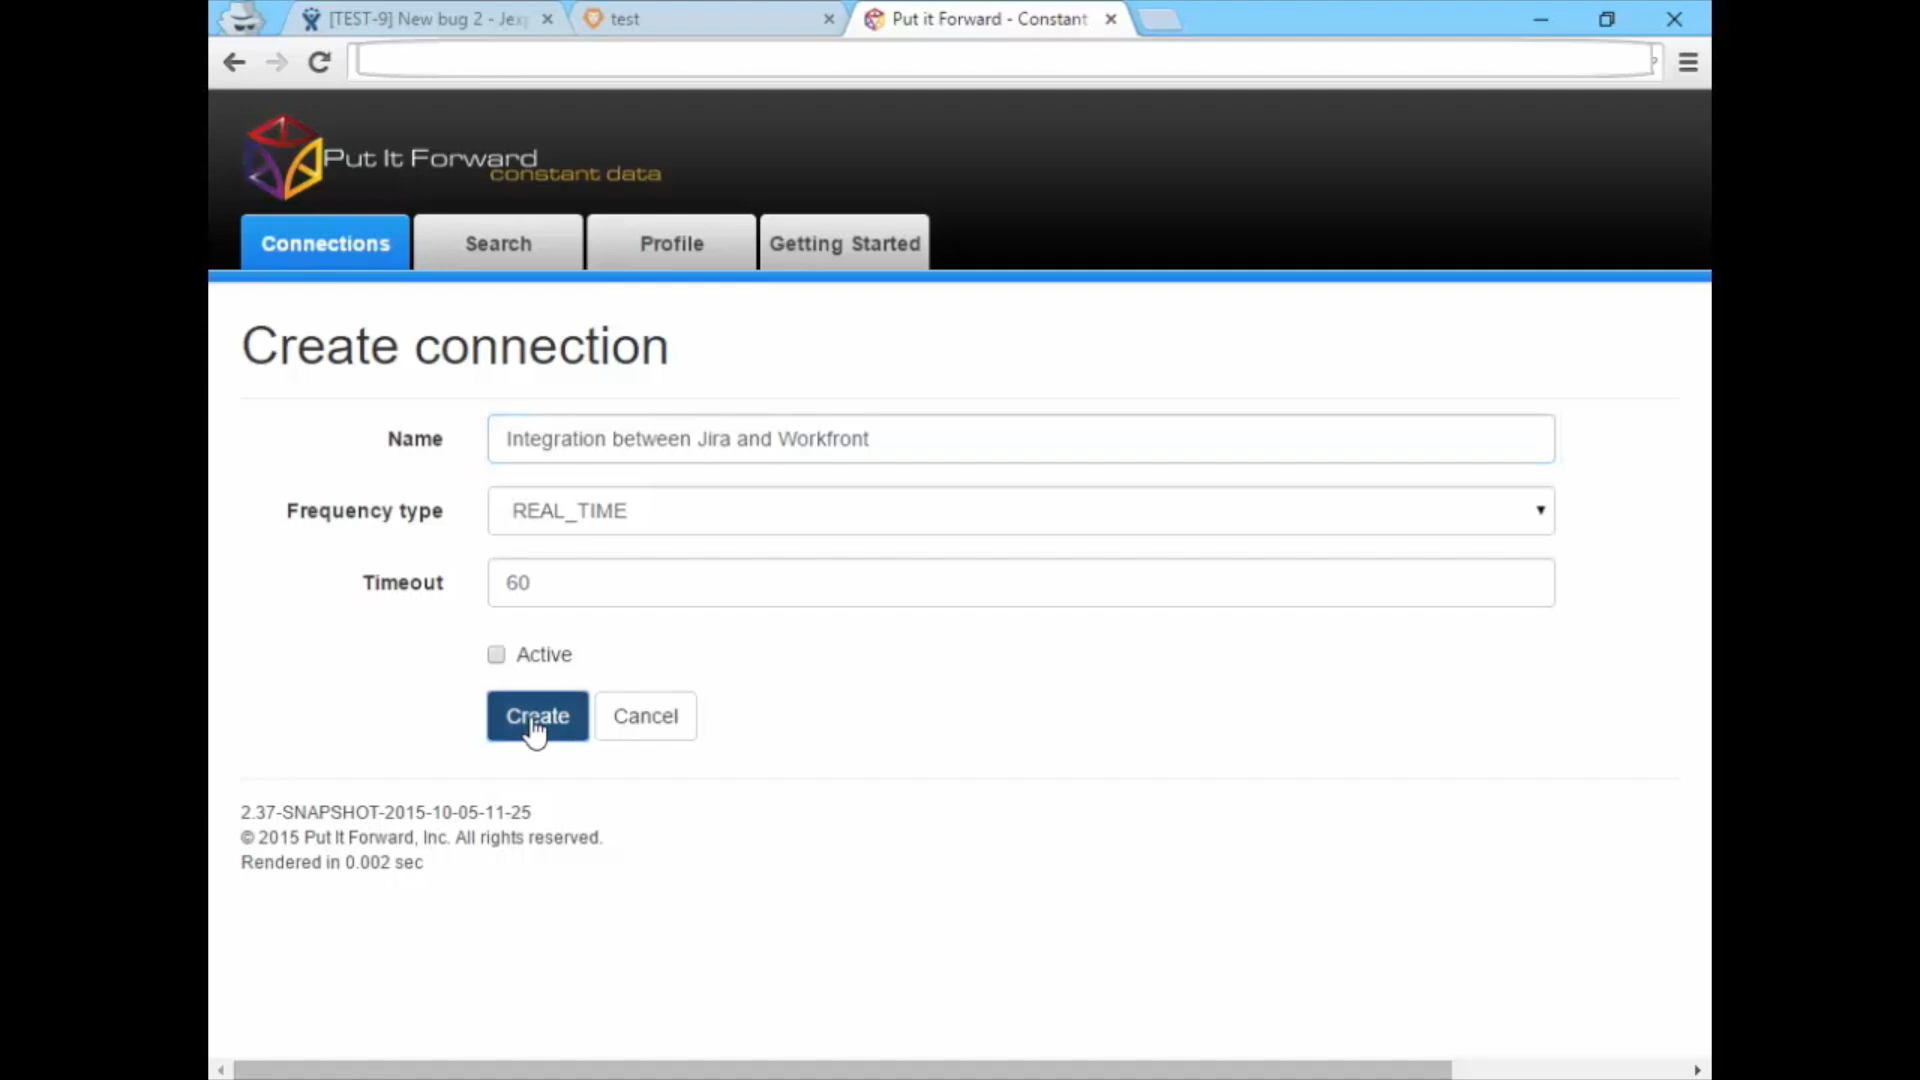 [TEST-9] New bug 2 - Je
test
Put it Forward - Constant
Put It Forward
constant data
Connections
Search
Profile
Getting Started
Create connection
Name
Integration between Jira and Workfront
Frequency type
REAL_TIME
Timeout
60
Active
Create
Cancel
2.37-SNAPSHOT-2015-10-05-11-25
© 2015 Put It Forward, Inc. All rights reserved.
Rendered in 0.002 sec